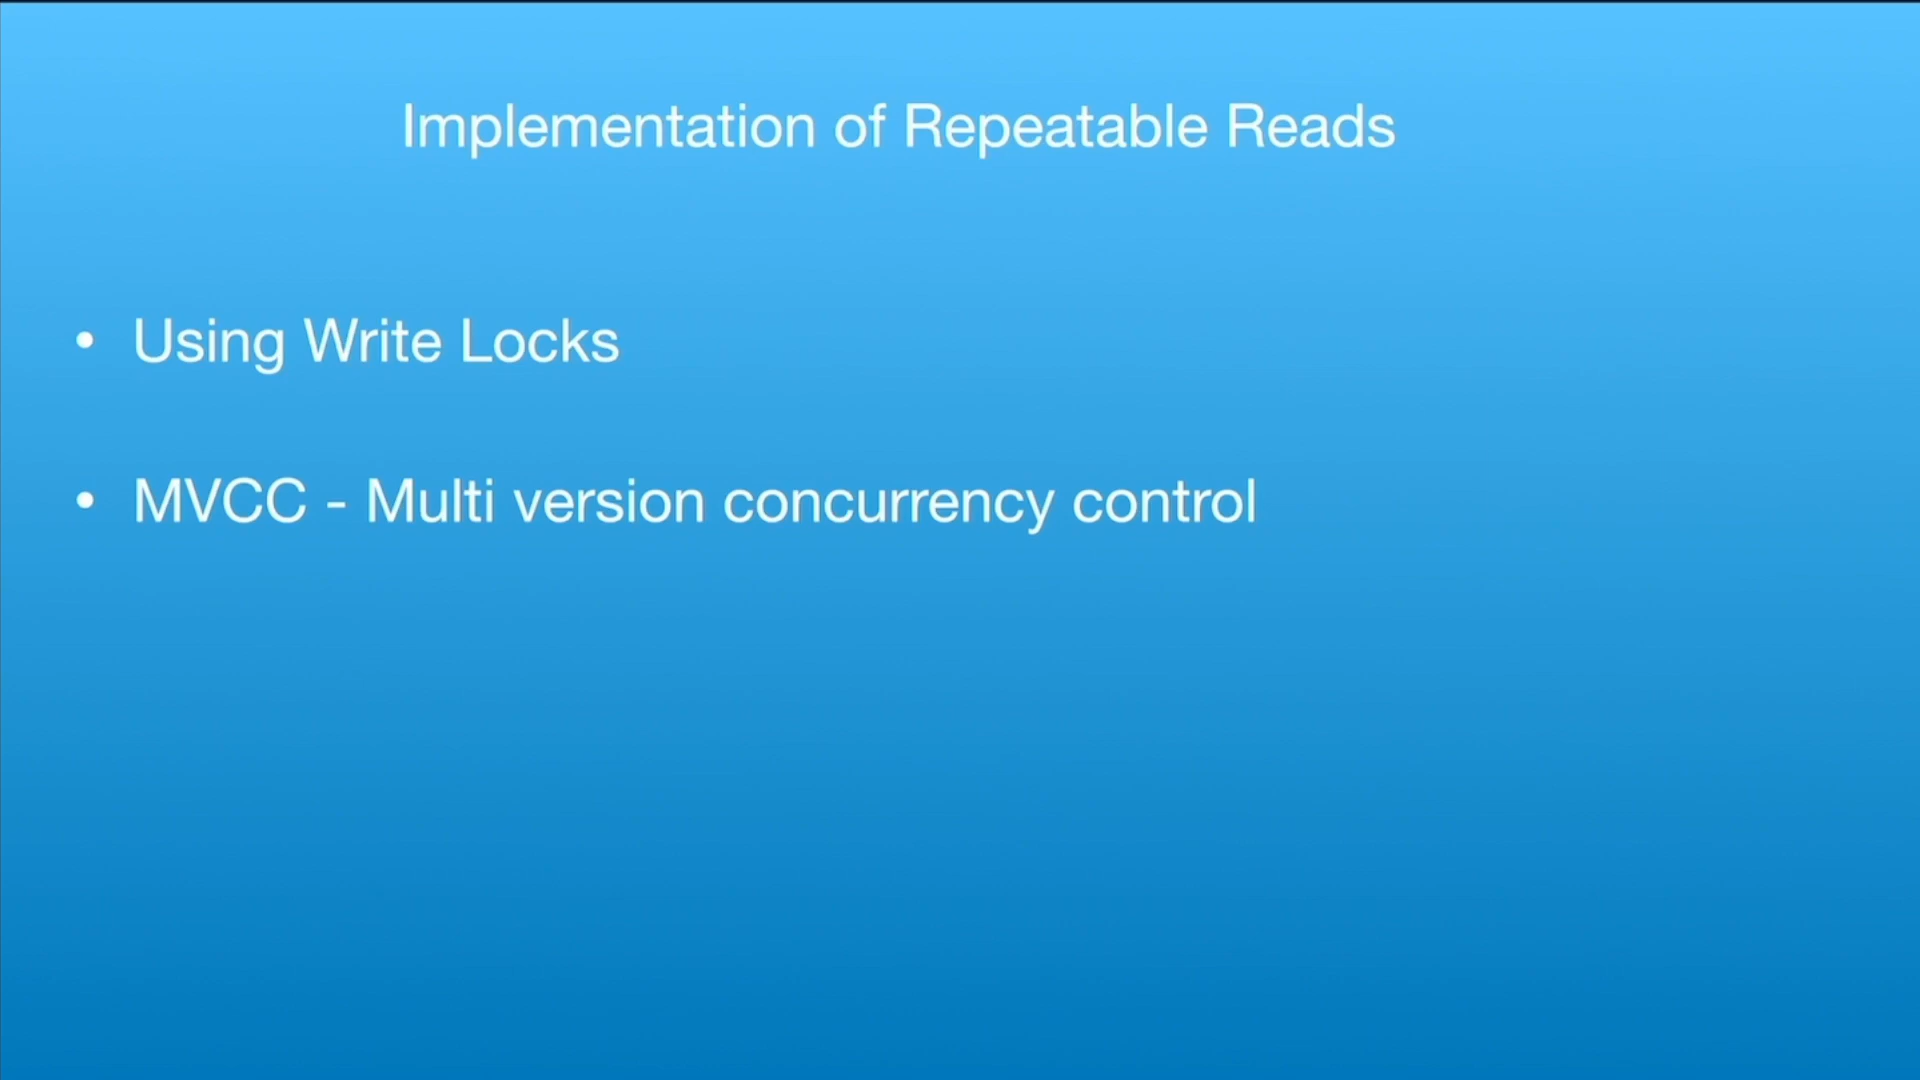 Implementation of Repeatable Reads
• Using Write Locks
• MVCC - Multi version concurrency control